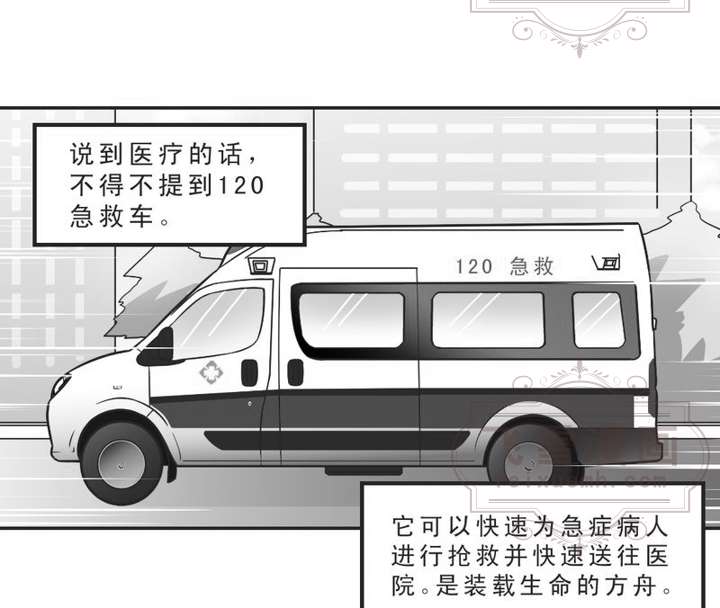 说到医疗的话，
不得不提到120
急救车。
120 急救
它可以快速为急症病人
进行抢救并快速送往医
院。是装载生命的方舟。